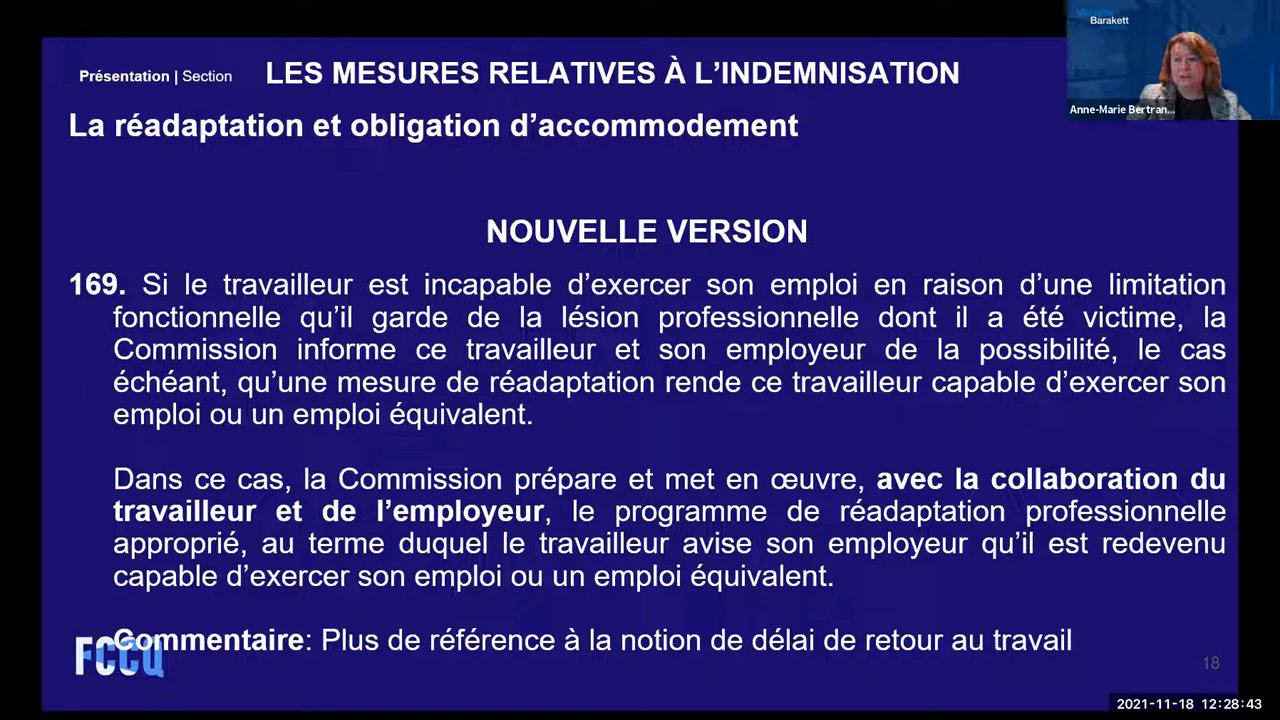 Barakett
Anne-Marie Bertran...
Présentation | Section
LES MESURES RELATIVES À L’INDEMNISATION
La réadaptation et obligation d’accommodement
NOUVELLE VERSION
169. Si le travailleur est incapable d’exercer son emploi en raison d’une limitation
fonctionnelle qu’il garde de la lésion professionnelle dont il a été victime, la
Commission informe ce travailleur et son employeur de la possibilité, le cas
échéant, qu’une mesure de réadaptation rende ce travailleur capable d’exercer son
emploi ou un emploi équivalent.
Dans ce cas, la Commission prépare et met en œuvre, avec la collaboration du
travailleur et de l’employeur, le programme de réadaptation professionnelle
approprié, au terme duquel le travailleur avise son employeur qu’il est redevenu
capable d’exercer son emploi ou un emploi équivalent.
Commentaire: Plus de référence à la notion de délai de retour au travail
FCCQ
18
2021-11-18 12:28:43